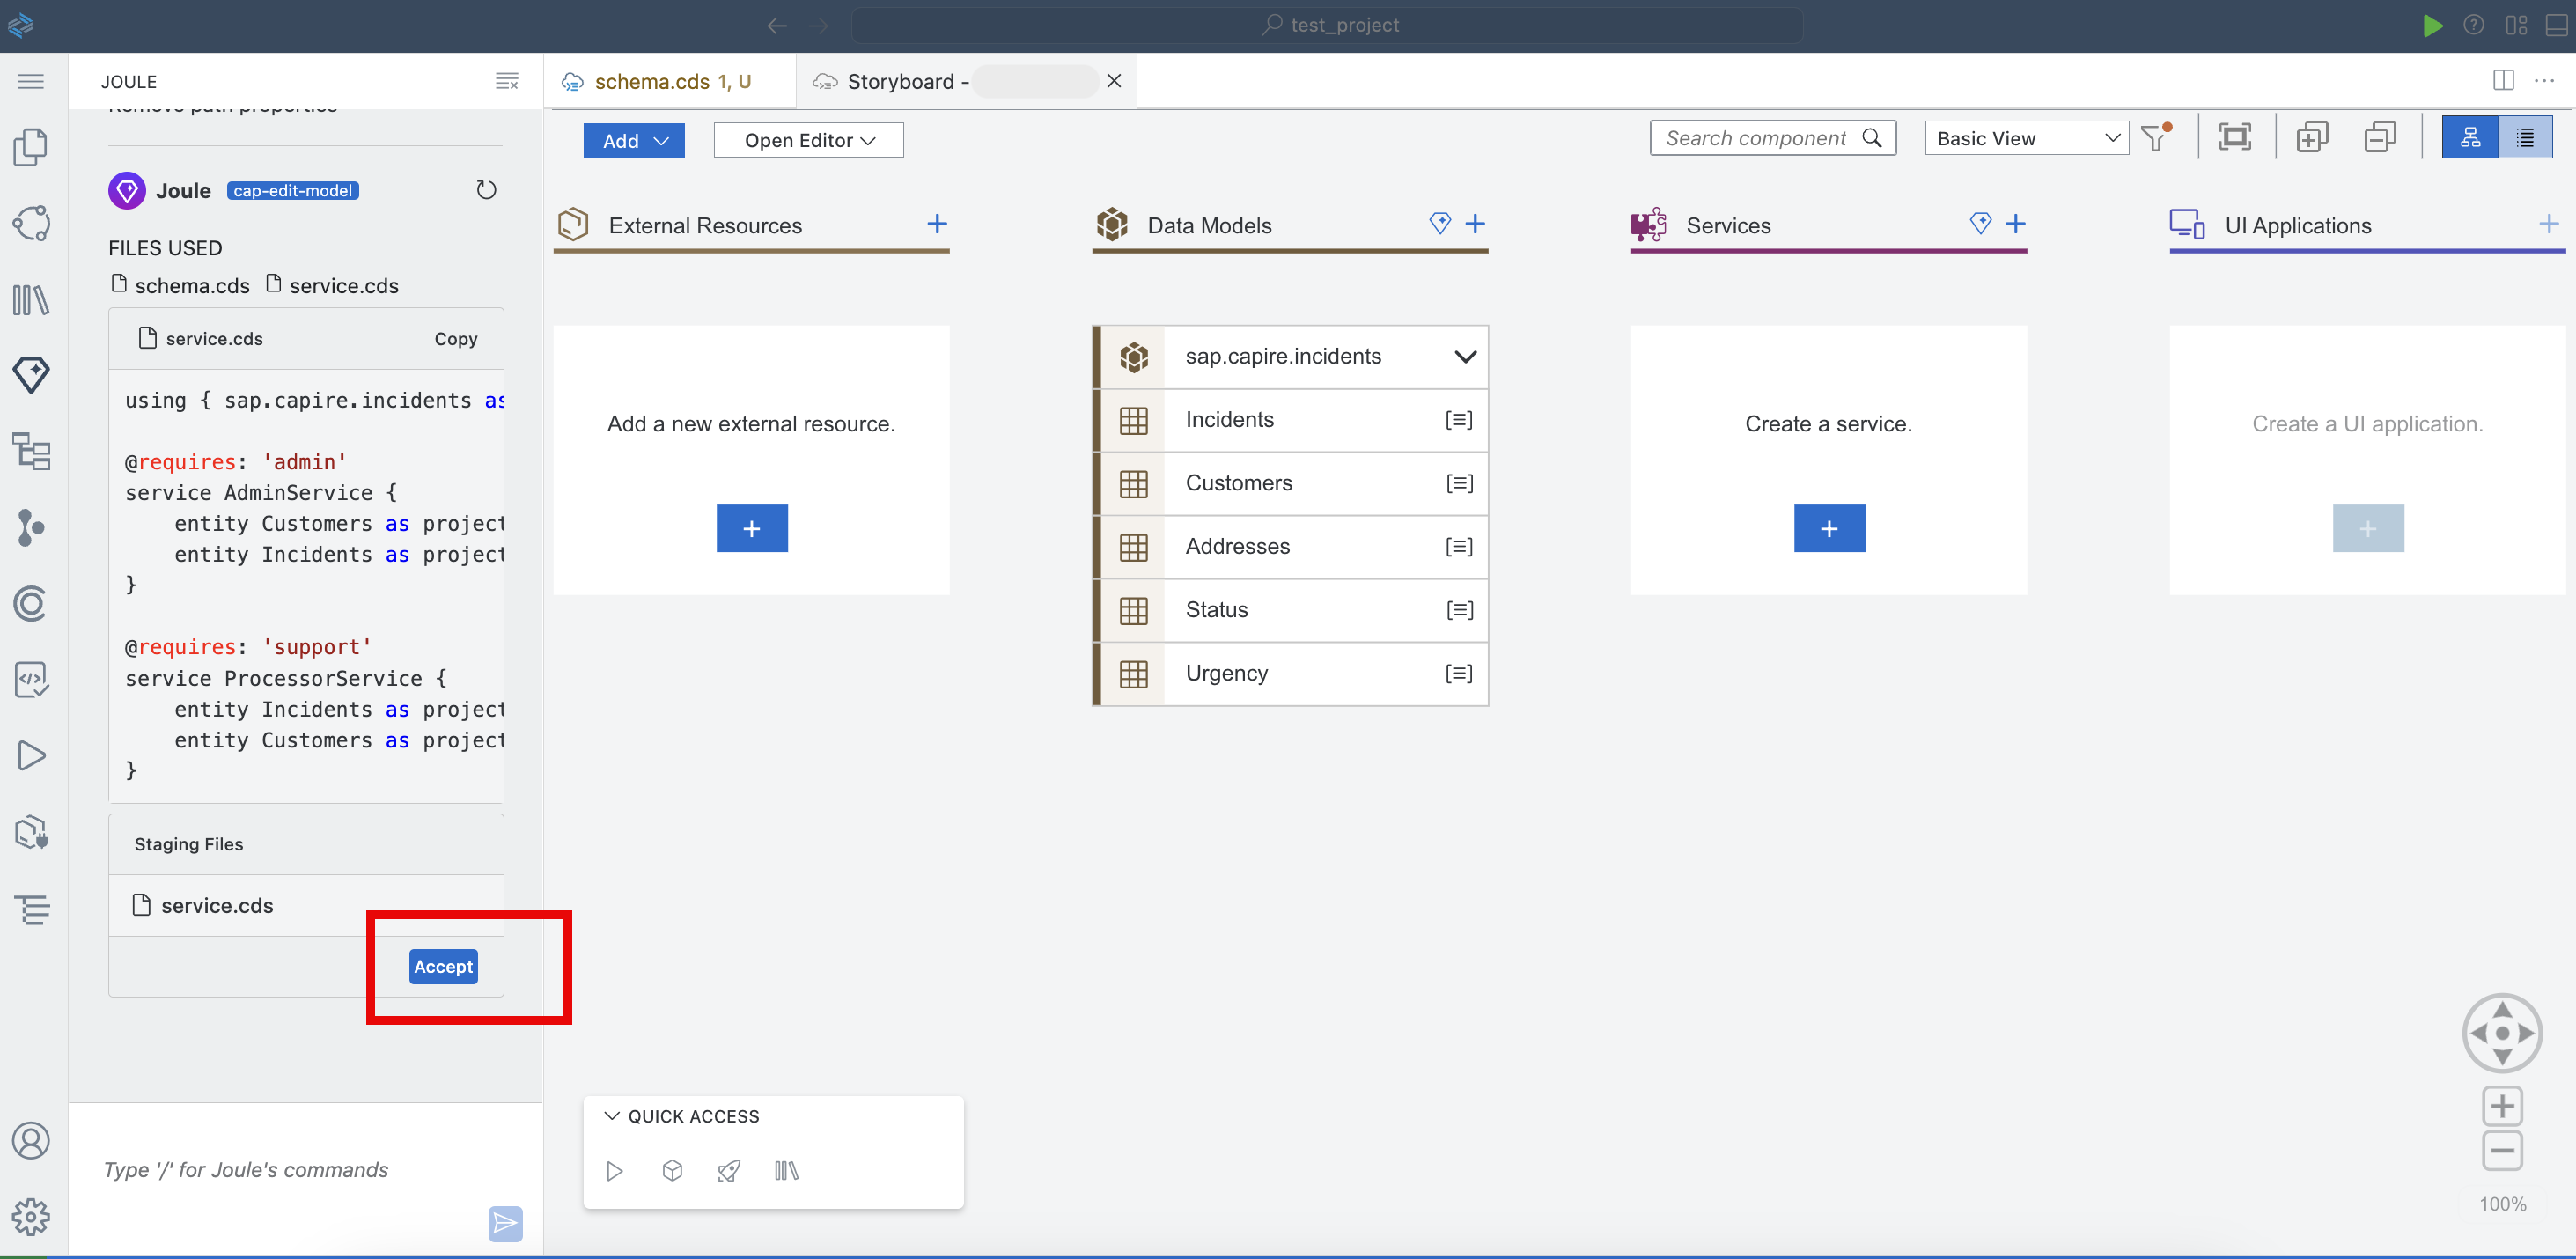 test_project
JOULE
schema.cds 1, U
Storyboard -
Remove path properties
Add
Open Editor
Search component
Basic View
Joule
cap-edit-model
External Resources
Data Models
Services
UI Applications
FILES USED
schema.cds
service.cds
service.cds
Copy
using { sap.capire.incidents as
@requires: 'admin'
service AdminService {
entity Customers as project
entity Incidents as project
}
@requires: 'support'
service ProcessorService {
entity Incidents as project
entity Customers as project
}
Staging Files
service.cds
Accept
Type '/' for Joule's commands
Add a new external resource.
+
sap.capire.incidents
Incidents
Customers
Addresses
Status
Urgency
Create a service.
+
Create a UI application.
+
QUICK ACCESS
100%